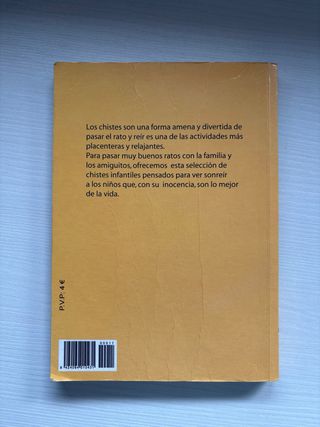 Los chistes son una forma amena y divertida de
pasar el rato y reír es una de las actividades más
placenteras y relajantes.
Para pasar muy buenos ratos con la familia y
los amiguitos, ofrecemos esta selección de
chistes infantiles pensados para ver sonreír
a los niños que, con su inocencia, son lo mejor
de la vida.
P.V.P.: 4 €